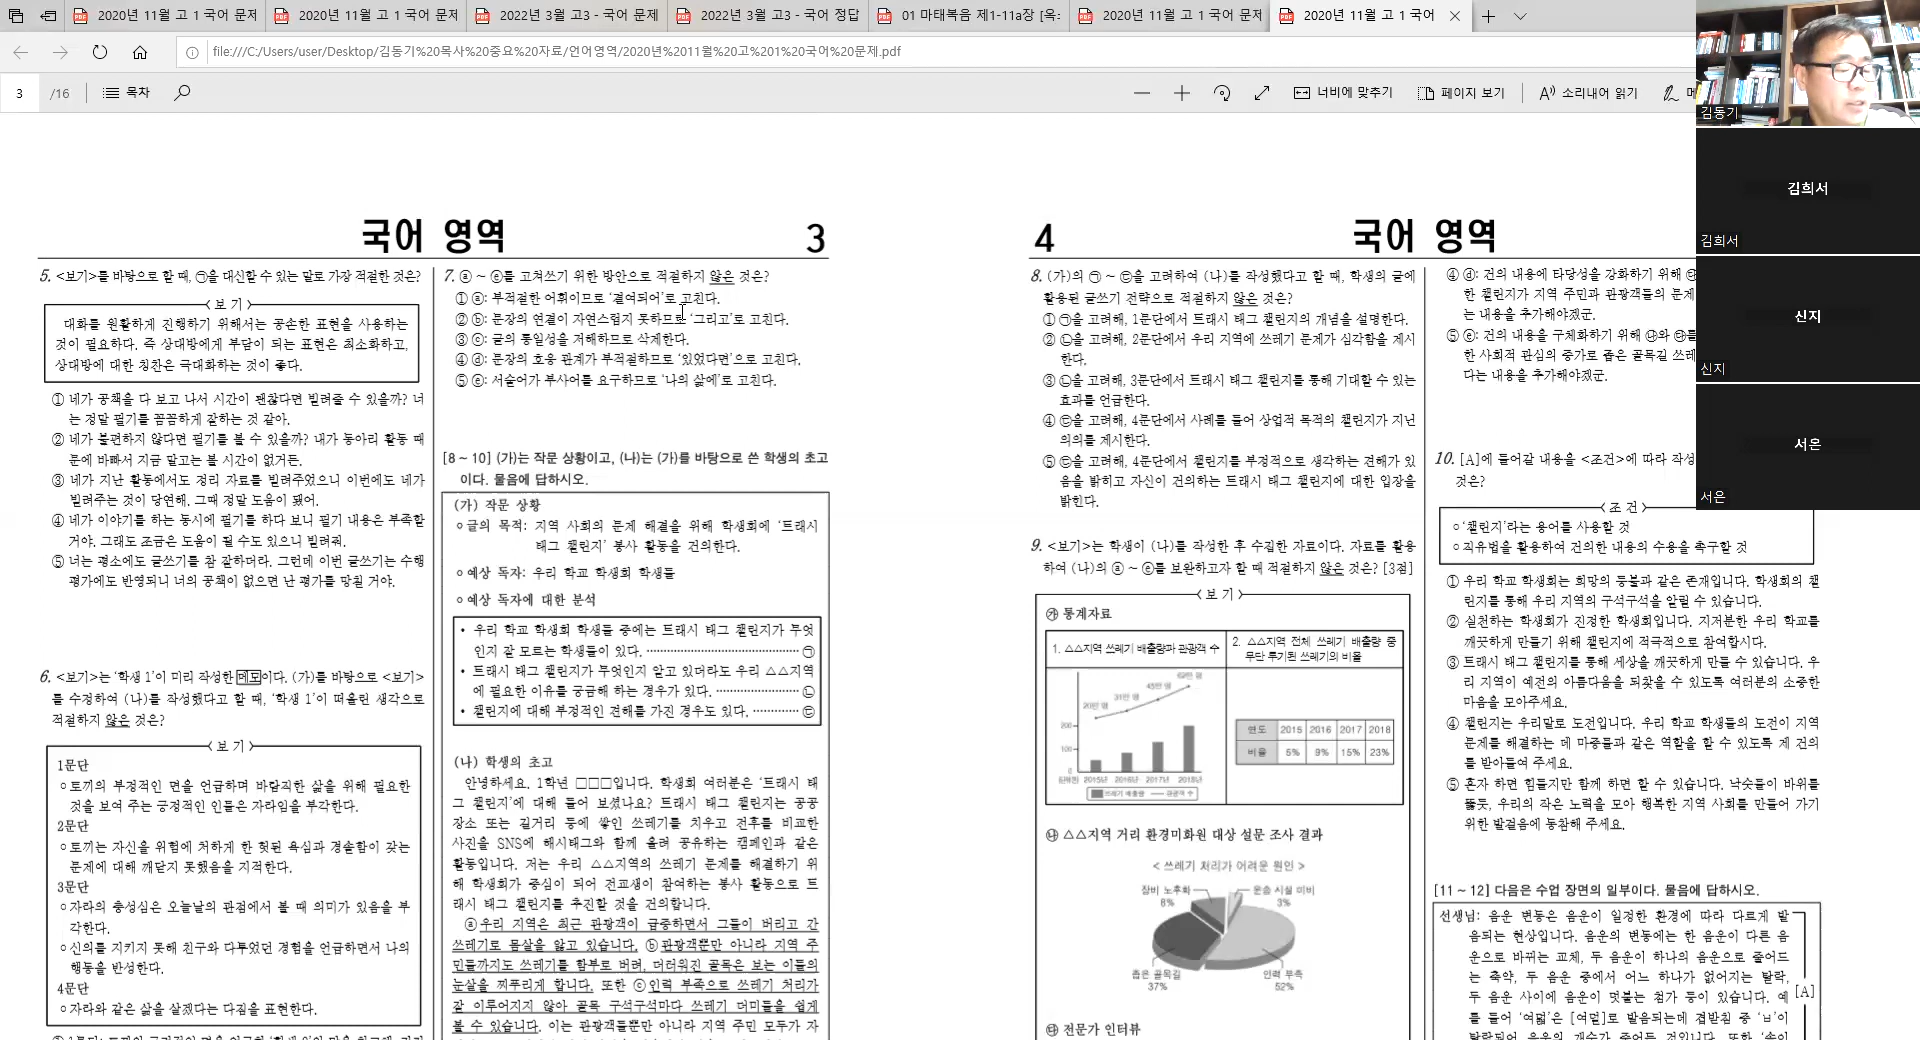 2020년 11월 고 1 국어 문제
2020년 11월 고 1 국어 문제
2022년 3월 고3 - 국어 문제
2022년 3월 고3 - 국어 정답
01 마태복음 제1-11a장 [옥:
2020년 11월 고 1 국어 문제
2020년 11월 고 1 국어
file:///C:/Users/user/Desktop/김동기%20목사%20중요%20자료/언어영역/2020년%2011월%20고%201%20국어%20문제.pdf
3 /16 목차
너비에 맞추기 페이지 보기 소리내어 읽기
김동기
김희서
김희서
신지
신지
서은
서은
국어 영역 3
5. <보기>를 바탕으로 할 때, ㉠을 대신할 수 있는 말로 가장 적절한 것은?
<보 기>
대화를 원활하게 진행하기 위해서는 공손한 표현을 사용하는
것이 필요하다. 즉 상대방에게 부담이 되는 표현은 최소화하고,
상대방에 대한 칭찬은 극대화하는 것이 좋다.
① 네가 공책을 다 보고 나서 시간이 괜찮다면 빌려줄 수 있을까? 너
는 정말 필기를 꼼꼼하게 잘하는 것 같아.
② 네가 불편하지 않다면 필기를 볼 수 있을까? 내가 동아리 활동 때
문에 바빠서 지금 말고는 볼 시간이 없거든.
③ 네가 지난 활동에서도 정리 자료를 빌려주었으니 이번에도 네가
빌려주는 것이 당연해. 그때 정말 도움이 됐어.
④ 네가 이야기를 하는 동시에 필기를 하다 보니 필기 내용은 부족할
거야. 그래도 조금은 도움이 될 수도 있으니 빌려줘.
⑤ 너는 평소에도 글쓰기를 참 잘하더라. 그런데 이번 글쓰기는 수행
평가에도 반영되니 너의 공책이 없으면 난 평가를 망칠 거야.
6. <보기>는 ‘학생 1’이 미리 작성한 메모이다. (가)를 바탕으로 <보기>
를 수정하여 (나)를 작성했다고 할 때, ‘학생 1’이 떠올린 생각으로
적절하지 않은 것은?
<보 기>
1문단
○토끼의 부정적인 면을 언급하며 바람직한 삶을 위해 필요한
것을 보여 주는 긍정적인 인물은 자라임을 부각한다.
2문단
○토끼는 자신을 위험에 처하게 한 헛된 욕심과 경솔함이 갖는
문제에 대해 깨닫지 못했음을 지적한다.
3문단
○자라의 충성심은 오늘날의 관점에서 볼 때 의미가 있음을 부
각한다.
○신의를 지키지 못해 친구와 다투었던 경험을 언급하면서 나의
행동을 반성한다.
4문단
○자라와 같은 삶을 살겠다는 다짐을 표현한다.
7. ⓐ ~ ⓔ를 고쳐쓰기 위한 방안으로 적절하지 않은 것은?
① ⓐ: 부적절한 어휘이므로 ‘결여되어’로 고친다.
② ⓑ: 문장의 연결이 자연스럽지 못하므로 ‘그리고’로 고친다.
③ ⓒ: 글의 통일성을 저해하므로 삭제한다.
④ ⓓ: 문장의 호응 관계가 부적절하므로 ‘있었다면’으로 고친다.
⑤ ⓔ: 서술어가 부사어를 요구하므로 ‘나의 삶에’로 고친다.
[8 ~ 10] (가)는 작문 상황이고, (나)는 (가)를 바탕으로 쓴 학생의 초고
이다. 물음에 답하시오.
(가) 작문 상황
○글의 목적: 지역 사회의 문제 해결을 위해 학생회에 ‘트래시
태그 챌린지’ 봉사 활동을 건의한다.
○예상 독자: 우리 학교 학생회 학생들
○예상 독자에 대한 분석
• 우리 학교 학생회 학생들 중에는 트래시 태그 챌린지가 무엇
인지 잘 모르는 학생들이 있다. ㉠
• 트래시 태그 챌린지가 무엇인지 알고 있더라도 우리 △△지역
에 필요한 이유를 궁금해 하는 경우가 있다. ㉡
• 챌린지에 대해 부정적인 견해를 가진 경우도 있다. ㉢
(나) 학생의 초고
안녕하세요. 1학년 □□□입니다. 학생회 여러분은 ‘트래시 태
그 챌린지’에 대해 들어 보셨나요? 트래시 태그 챌린지는 공공
장소 또는 길거리 등에 쌓인 쓰레기를 치우고 전후를 비교한
사진을 SNS에 해시태그와 함께 올려 공유하는 캠페인과 같은
활동입니다. 저는 우리 △△지역의 쓰레기 문제를 해결하기 위
해 학생회가 중심이 되어 전교생이 참여하는 봉사 활동으로 트
래시 태그 챌린지를 추진할 것을 건의합니다.
ⓐ우리 지역은 최근 관광객이 급증하면서 그들이 버리고 간
쓰레기로 몸살을 앓고 있습니다. ⓑ관광객뿐만 아니라 지역 주
민들까지도 쓰레기를 함부로 버려, 더러워진 골목은 보는 이들의
눈살을 찌푸리게 합니다. 또한 ⓒ인력 부족으로 쓰레기 처리가
잘 이루어지지 않아 골목 구석구석마다 쓰레기 더미들을 쉽게
볼 수 있습니다. 이는 관광객들뿐만 아니라 지역 주민 모두가 자
4 국어 영역
8. (가)의 ㉠ ~ ㉢을 고려하여 (나)를 작성했다고 할 때, 학생의 글에
활용된 글쓰기 전략으로 적절하지 않은 것은?
① ㉠을 고려해, 1문단에서 트래시 태그 챌린지의 개념을 설명한다.
② ㉡을 고려해, 2문단에서 우리 지역에 쓰레기 문제가 심각함을 제시
한다.
③ ㉡을 고려해, 3문단에서 트래시 태그 챌린지를 통해 기대할 수 있는
효과를 언급한다.
④ ㉢을 고려해, 4문단에서 사례를 들어 상업적 목적의 챌린지가 지닌
의의를 제시한다.
⑤ ㉢을 고려해, 4문단에서 챌린지를 부정적으로 생각하는 견해가 있
음을 밝히고 자신이 건의하는 트래시 태그 챌린지에 대한 입장을
밝힌다.
9. <보기>는 학생이 (나)를 작성한 후 수집한 자료이다. 자료를 활용
하여 (나)의 ⓐ ~ ⓔ를 보완하고자 할 때 적절하지 않은 것은? [3점]
<보 기>
㉮ 통계자료
1. △△지역 쓰레기 배출량과 관광객 수
2. △△지역 전체 쓰레기 배출량 중
무단 투기된 쓰레기의 비율
20만 명 31만 명 45만 명
200
100
0
2015년 2016년 2017년 2018년
쓰레기 배출량 관광객 수
연도 2015 2016 2017 2018
비율 5% 9% 15% 23%
㉯ △△지역 거리 환경미화원 대상 설문 조사 결과
< 쓰레기 처리가 어려운 원인 >
장비 노후화 8%
운송 시설 미비 3%
좁은 골목길 37%
인력 부족 52%
㉰ 전문가 인터뷰
④ ⓓ: 건의 내용에 타당성을 강화하기 위해 ㉰
한 챌린지가 지역 주민과 관광객들의 문제
는 내용을 추가해야겠군.
⑤ ⓔ: 건의 내용을 구체화하기 위해 ㉯와 ㉰를
한 사회적 관심의 증가로 좁은 골목길 쓰레
다는 내용을 추가해야겠군.
10. [A]에 들어갈 내용을 <조건>에 따라 작성
것은?
<조 건>
○‘챌린지’라는 용어를 사용할 것
○직유법을 활용하여 건의한 내용의 수용을 촉구할 것
① 우리 학교 학생회는 희망의 등불과 같은 존재입니다. 학생회의 챌
린지를 통해 우리 지역의 구석구석을 알릴 수 있습니다.
② 실천하는 학생회가 진정한 학생회입니다. 지저분한 우리 학교를
깨끗하게 만들기 위해 챌린지에 적극적으로 참여합시다.
③ 트래시 태그 챌린지를 통해 세상을 깨끗하게 만들 수 있습니다. 우
리 지역이 예전의 아름다움을 되찾을 수 있도록 여러분의 소중한
마음을 모아주세요.
④ 챌린지는 우리말로 도전입니다. 우리 학교 학생들의 도전이 지역
문제를 해결하는 데 마중물과 같은 역할을 할 수 있도록 제 건의
를 받아들여 주세요.
⑤ 혼자 하면 힘들지만 함께 하면 할 수 있습니다. 낙숫물이 바위를
뚫듯, 우리의 작은 노력을 모아 행복한 지역 사회를 만들어 가기
위한 발걸음에 동참해 주세요.
[11 ~ 12] 다음은 수업 장면의 일부이다. 물음에 답하시오.
선생님: 음운 변동은 음운이 일정한 환경에 따라 다르게 발
음되는 현상입니다. 음운의 변동에는 한 음운이 다른 음
운으로 바뀌는 교체, 두 음운이 하나의 음운으로 줄어드
는 축약, 두 음운 중에서 어느 하나가 없어지는 탈락,
두 음운 사이에 음운이 덧붙는 첨가 등이 있습니다. 예
[A]
를 들어 ‘여덟’은 [여덜]로 발음되는데 겹받침 중 ‘ㅂ’이